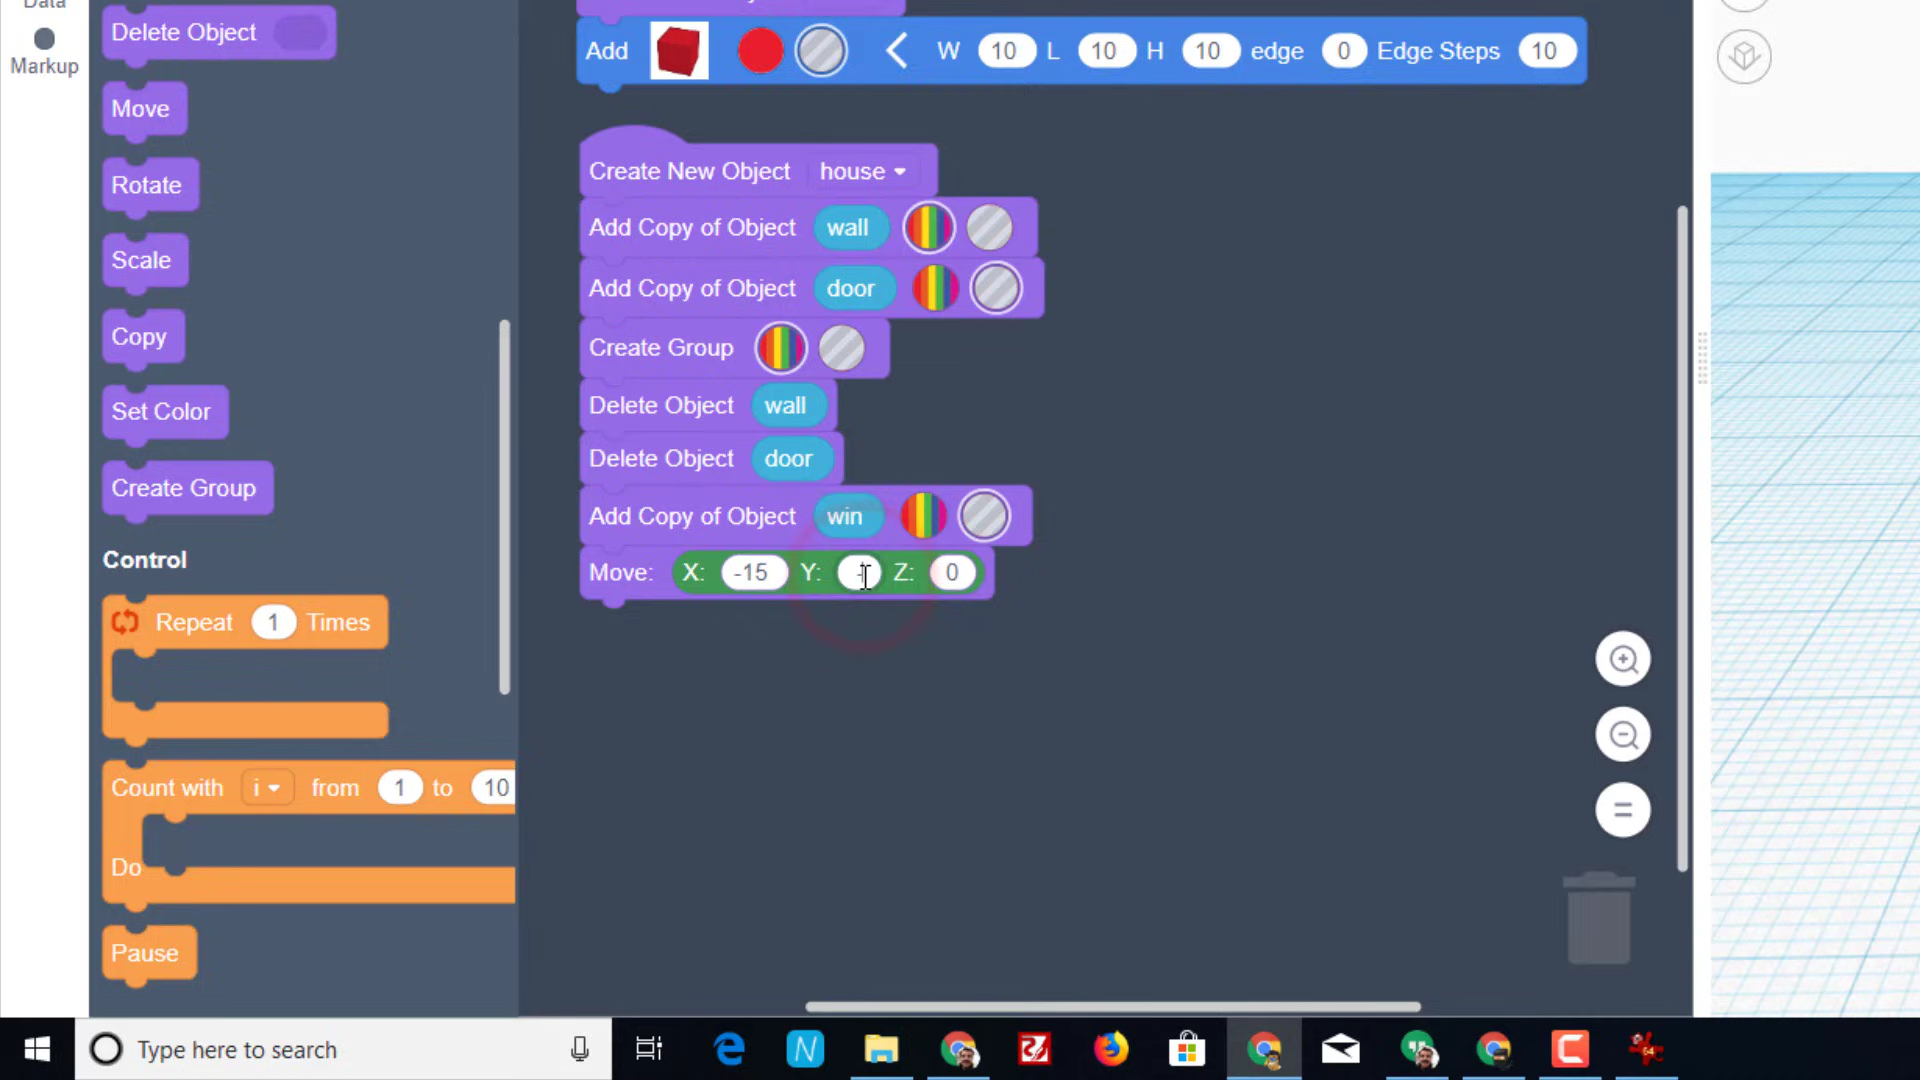 Markup
Delete Object
Move
Rotate
Scale
Copy
Set Color
Create Group
Control
Repeat 1 Times
Count with i from 1 to 10
Do
Pause
Add W 10 L 10 H 10 edge 0 Edge Steps 10
Create New Object house
Add Copy of Object wall
Add Copy of Object door
Create Group
Delete Object wall
Delete Object door
Add Copy of Object win
Move: X: -15 Y: Z: 0
Type here to search